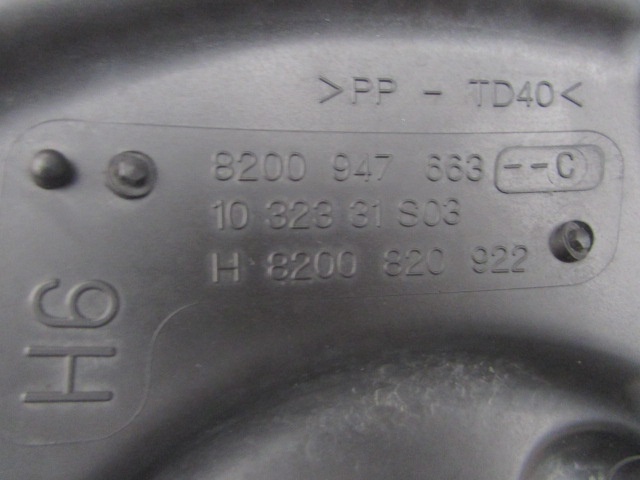 >PP - TD40<
8200 947 663 --C
10 323 31 S03
H 8200 820 922
H6